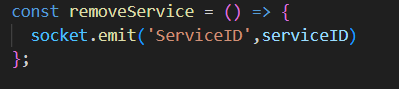 const removeService = () => {
  socket.emit('ServiceID',serviceID)
};